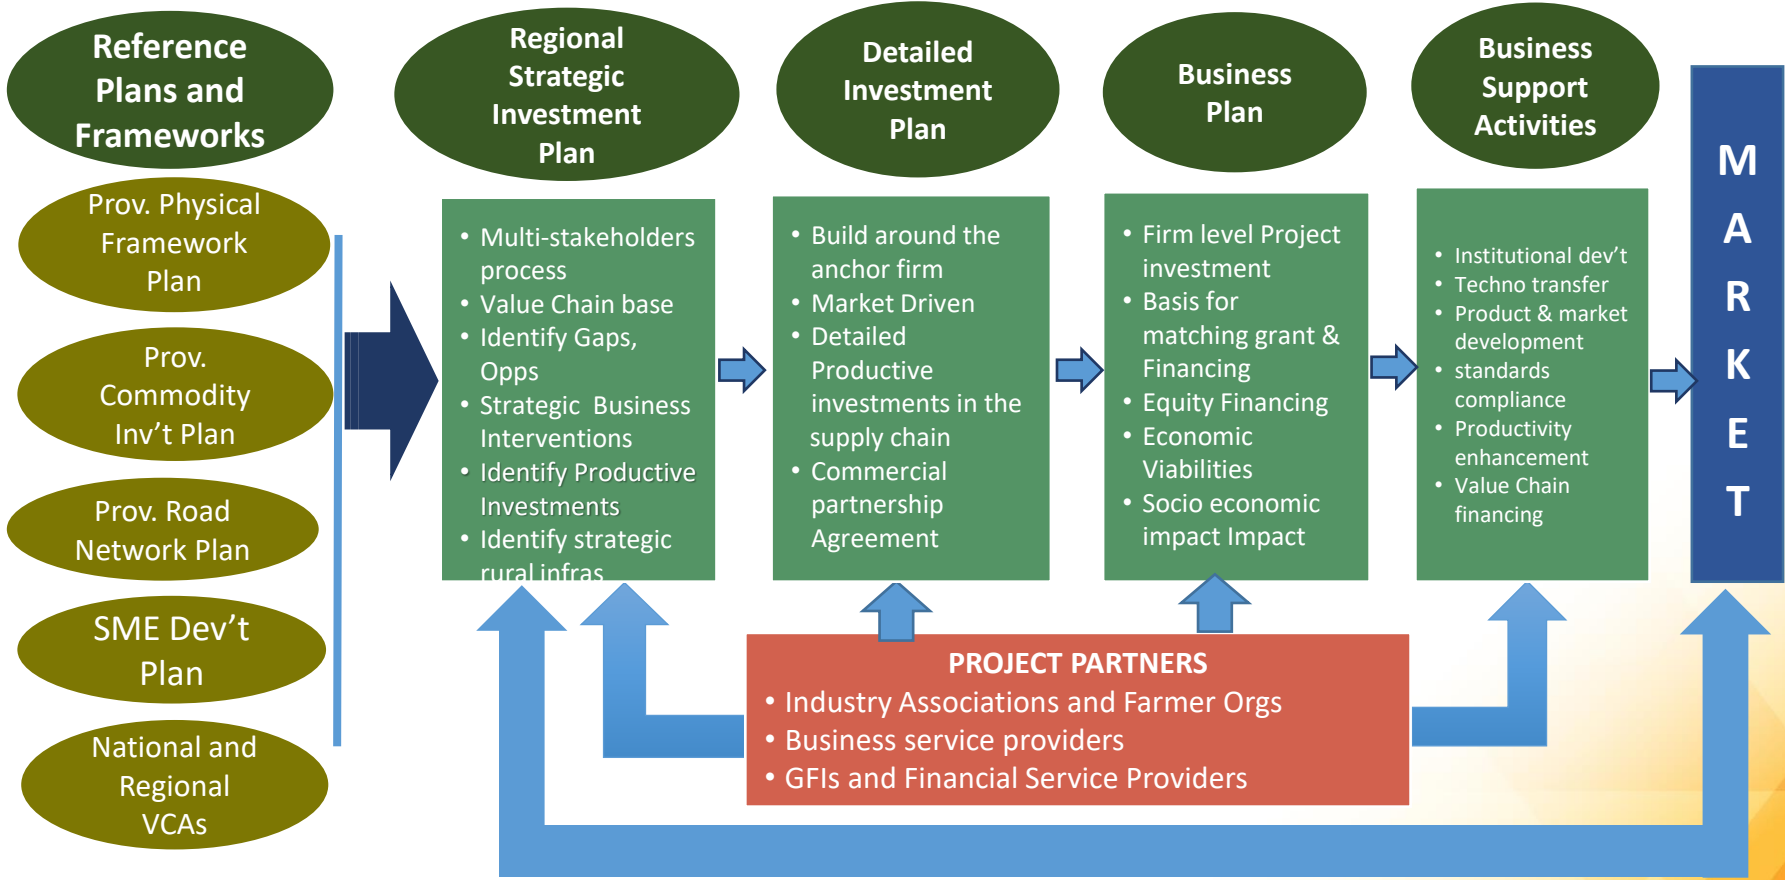 Reference
Plans and
Frameworks
Prov. Physical
Framework
Plan
Prov.
Commodity
Inv’t Plan
Prov. Road
Network Plan
SME Dev’t
Plan
National and
Regional
VCAs
Regional
Strategic
Investment
Plan
• Multi-stakeholders
process
• Value Chain base
• Identify Gaps,
Opps
• Strategic Business
Interventions
• Identify Productive
Investments
• Identify strategic
rural infras
Detailed
Investment
Plan
• Build around the
anchor firm
• Market Driven
• Detailed
Productive
investments in the
supply chain
• Commercial
partnership
Agreement
Business
Plan
• Firm level Project
investment
• Basis for
matching grant &
Financing
• Equity Financing
• Economic
Viabilities
• Socio economic
impact Impact
Business
Support
Activities
• Institutional dev’t
• Techno transfer
• Product & market
development
• standards
compliance
• Productivity
enhancement
• Value Chain
financing
M
A
R
K
E
T
PROJECT PARTNERS
• Industry Associations and Farmer Orgs
• Business service providers
• GFIs and Financial Service Providers